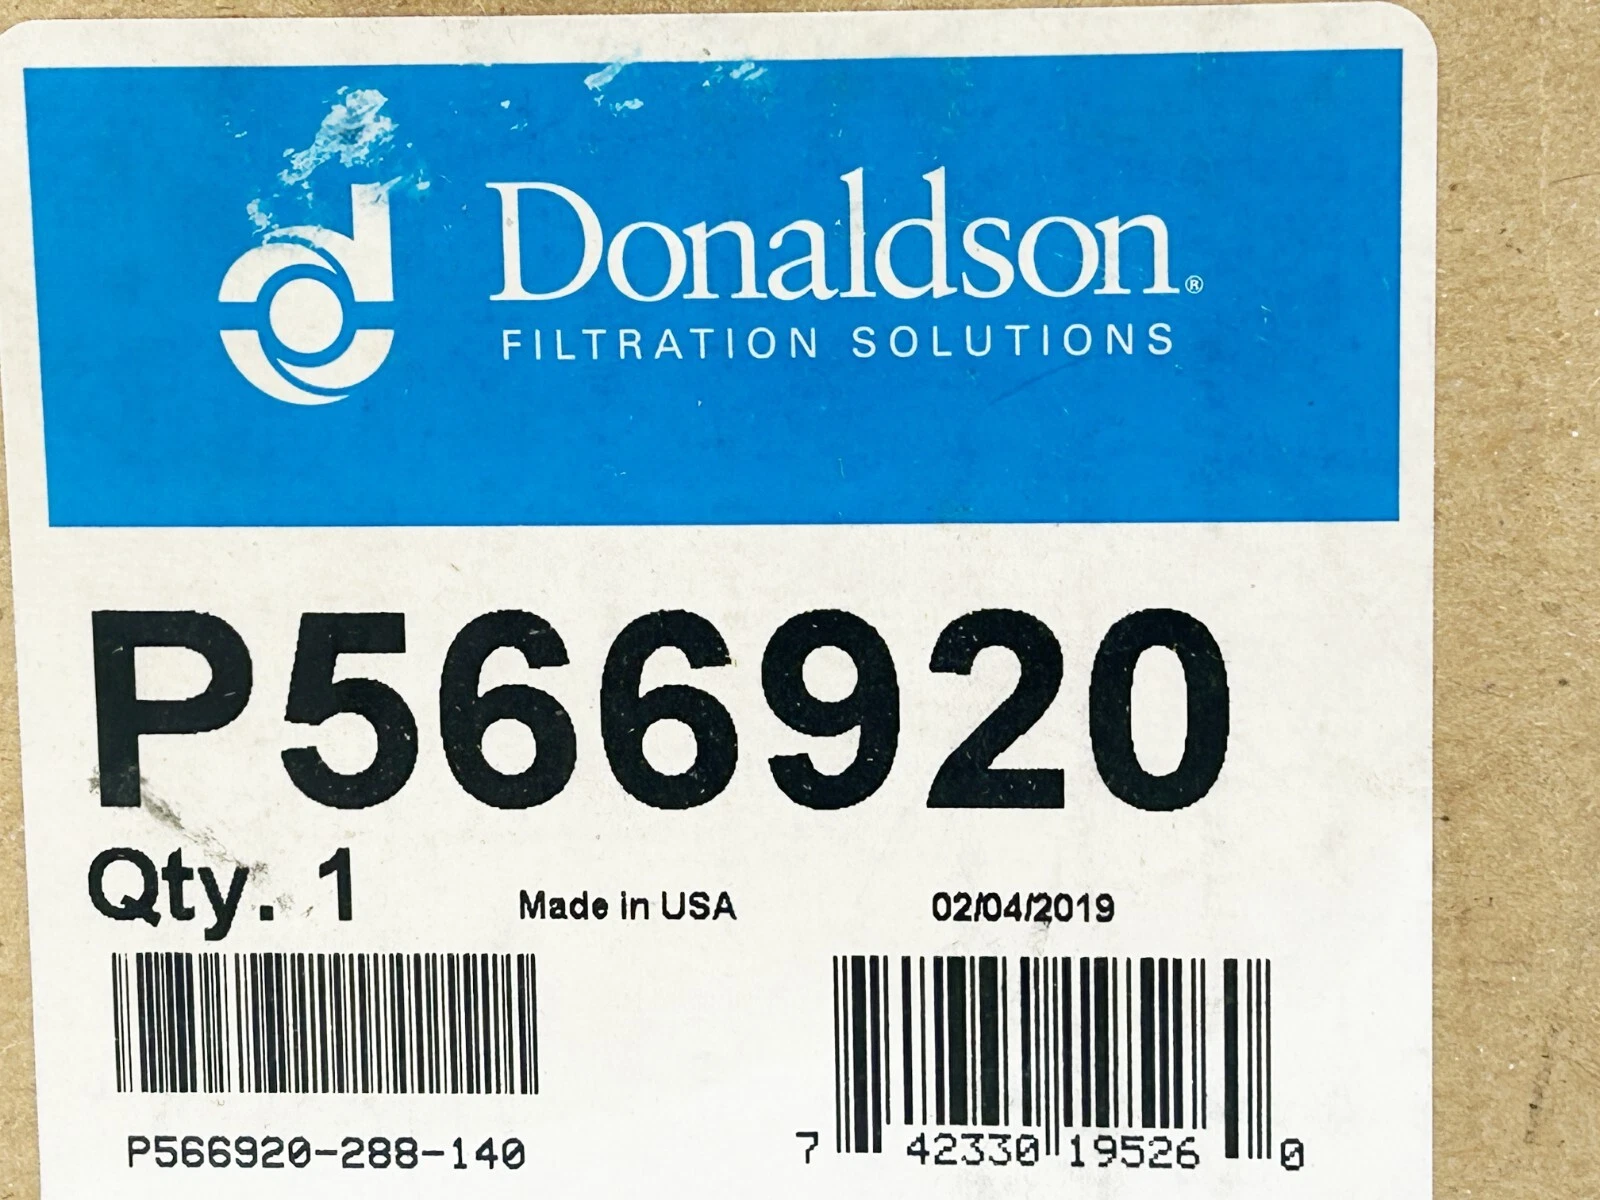 Donaldson®
FILTRATION SOLUTIONS
P566920
Qty. 1
Made in USA
02/04/2019
P566920-288-140
7 42330 19526 0